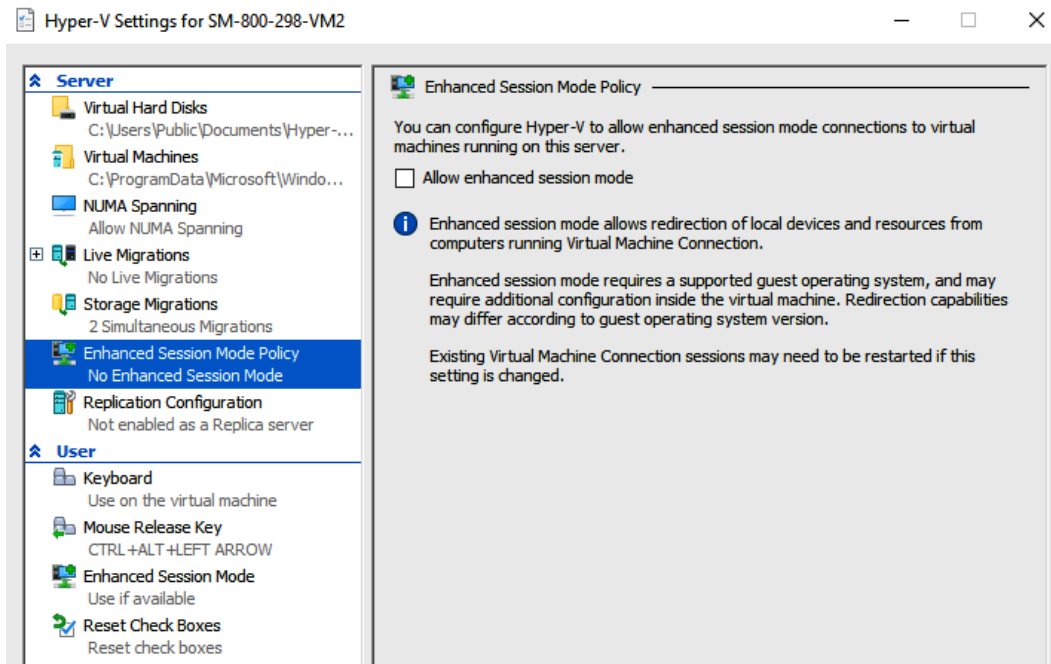 Hyper-V Settings for SM-800-298-VM2
Server
Virtual Hard Disks
C:\Users\Public\Documents\Hyper-...
Virtual Machines
C:\ProgramData\Microsoft\Windo...
NUMA Spanning
Allow NUMA Spanning
Live Migrations
No Live Migrations
Storage Migrations
2 Simultaneous Migrations
Enhanced Session Mode Policy
No Enhanced Session Mode
Replication Configuration
Not enabled as a Replica server
User
Keyboard
Use on the virtual machine
Mouse Release Key
CTRL+ALT+LEFT ARROW
Enhanced Session Mode
Use if available
Reset Check Boxes
Reset check boxes
Enhanced Session Mode Policy
You can configure Hyper-V to allow enhanced session mode connections to virtual
machines running on this server.
Allow enhanced session mode
Enhanced session mode allows redirection of local devices and resources from
computers running Virtual Machine Connection.
Enhanced session mode requires a supported guest operating system, and may
require additional configuration inside the virtual machine. Redirection capabilities
may differ according to guest operating system version.
Existing Virtual Machine Connection sessions may need to be restarted if this
setting is changed.